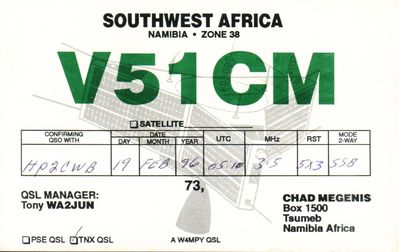 SOUTHWEST AFRICA
NAMIBIA • ZONE 38
V51CM
SATELLITE
CONFIRMING QSO WITH DATE DAY MONTH YEAR UTC MHz RST MODE 2-WAY
HP2CWB 19 FEB 96 0510 3.5 5X3 SSB
73,
QSL MANAGER:
Tony WA2JUN
CHAD MEGENIS
Box 1500
Tsumeb
Namibia Africa
PSE QSL TNX QSL
A W4MPY QSL